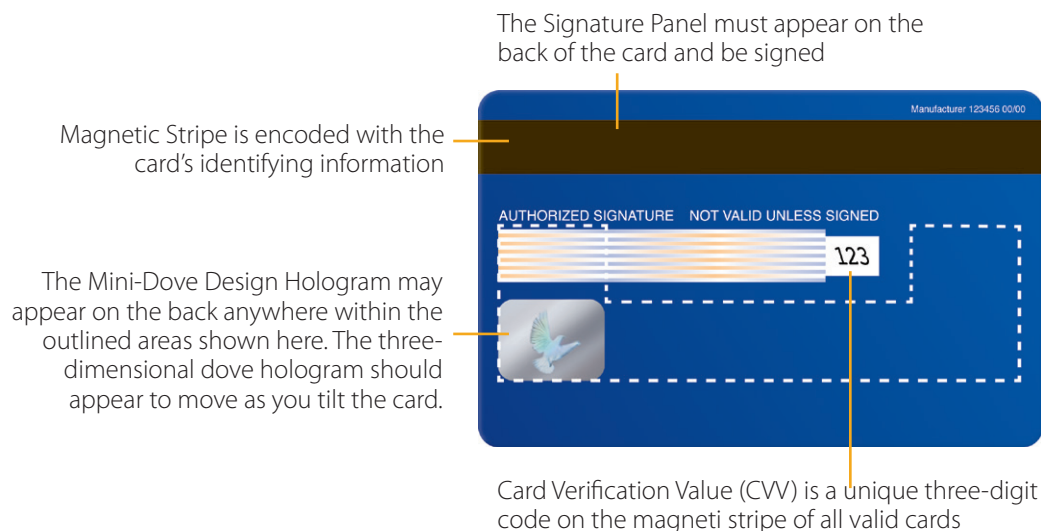 The Signature Panel must appear on the
back of the card and be signed
Manufacturer 123456 00/00
Magnetic Stripe is encoded with the
card's identifying information
AUTHORIZED SIGNATURE NOT VALID UNLESS SIGNED
123
The Mini-Dove Design Hologram may
appear on the back anywhere within the
outlined areas shown here. The three-
dimensional dove hologram should
appear to move as you tilt the card.
Card Verification Value (CVV) is a unique three-digit
code on the magneti stripe of all valid cards